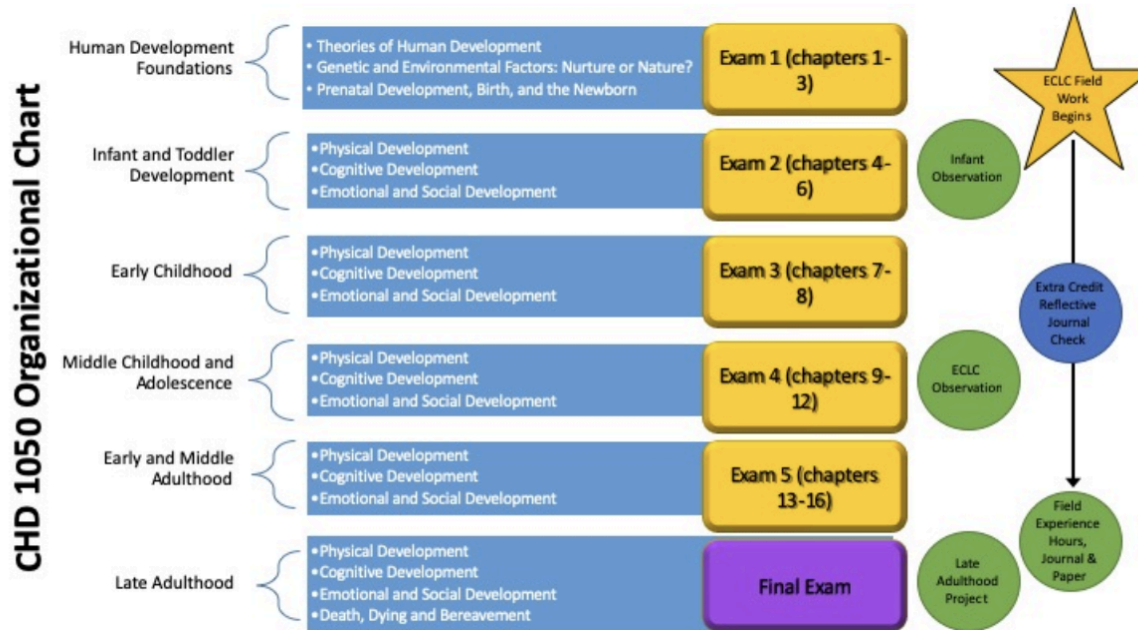 CHD 1050 Organizational Chart
Human Development
Foundations
• Theories of Human Development
• Genetic and Environmental Factors: Nurture or Nature?
• Prenatal Development, Birth, and the Newborn
Exam 1 (chapters 1-
3)
ECLC Field
Work
Begins
Infant and Toddler
Development
•Physical Development
•Cognitive Development
•Emotional and Social Development
Exam 2 (chapters 4-
6)
Infant
Observation
Early Childhood
•Physical Development
•Cognitive Development
•Emotional and Social Development
Exam 3 (chapters 7-
8)
Extra Credit
Reflective
Journal
Check
Middle Childhood and
Adolescence
•Physical Development
•Cognitive Development
•Emotional and Social Development
Exam 4 (chapters 9-
12)
ECLC
Observation
Early and Middle
Adulthood
•Physical Development
•Cognitive Development
•Emotional and Social Development
Exam 5 (chapters
13-16)
Field
Experience
Hours,
Journal &
Paper
Late Adulthood
•Physical Development
•Cognitive Development
•Emotional and Social Development
•Death, Dying and Bereavement
Final Exam
Late
Adulthood
Project